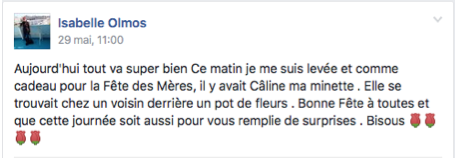 Isabelle Olmos
29 mai, 11:00
Aujourd'hui tout va super bien Ce matin je me suis levée et comme
cadeau pour la Fête des Mères, il y avait Câline ma minette . Elle se
trouvait chez un voisin derrière un pot de fleurs . Bonne Fête à toutes et
que cette journée soit aussi pour vous remplie de surprises . Bisous 🌹🌹
🌹🌹